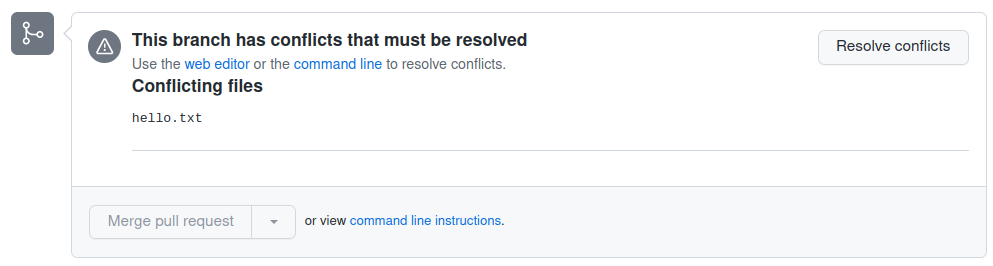 This branch has conflicts that must be resolved
Resolve conflicts
Use the web editor or the command line to resolve conflicts.
Conflicting files
hello.txt
Merge pull request
or view command line instructions.